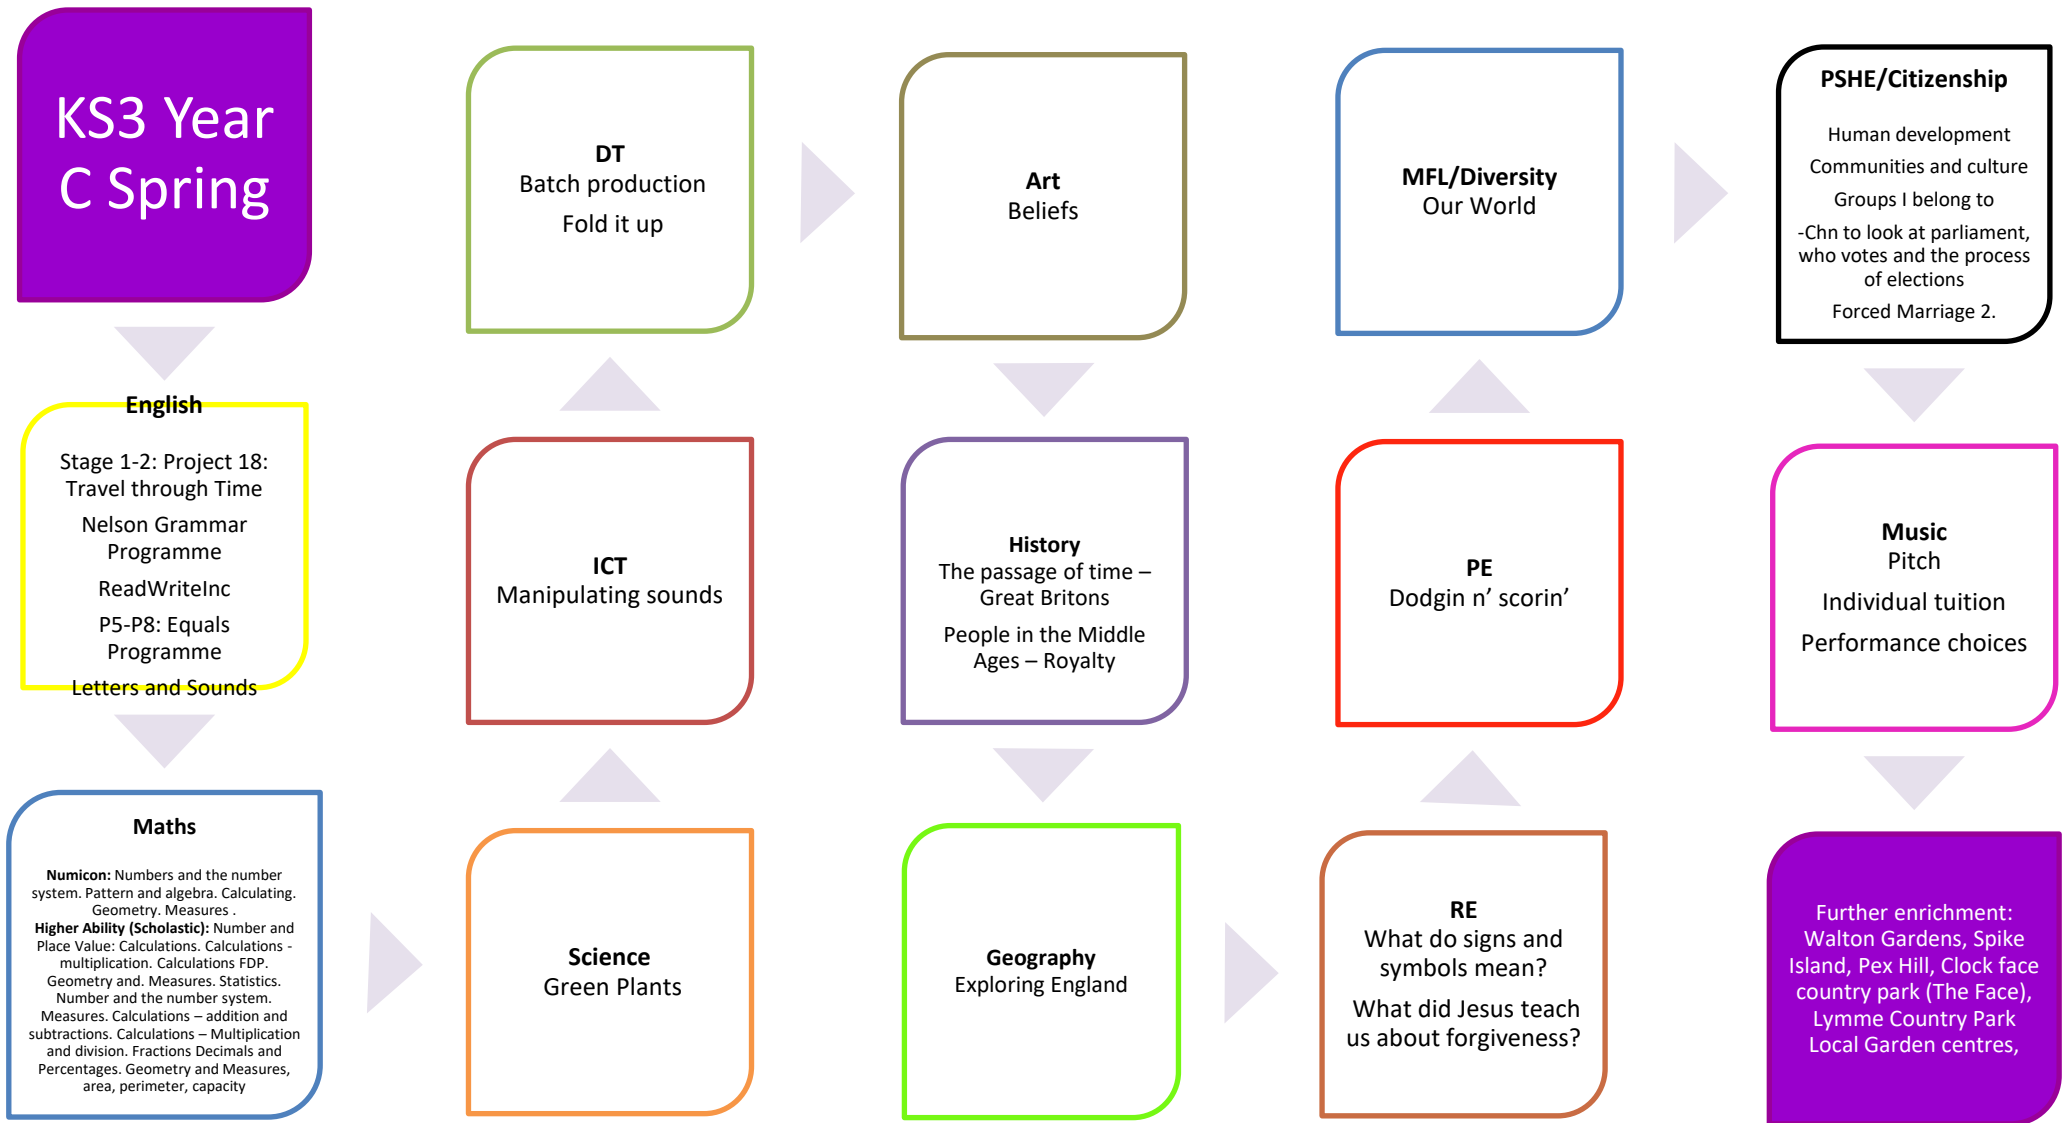 KS3 Year
C Spring
English
Stage 1-2: Project 18:
Travel through Time
Nelson Grammar
Programme
ReadWriteInc
P5-P8: Equals
Programme
Letters and Sounds
Maths
Numicon: Numbers and the number
system. Pattern and algebra. Calculating.
Geometry. Measures .
Higher Ability (Scholastic): Number and
Place Value: Calculations. Calculations -
multiplication. Calculations FDP.
Geometry and. Measures. Statistics.
Number and the number system.
Measures. Calculations – addition and
subtractions. Calculations – Multiplication
and division. Fractions Decimals and
Percentages. Geometry and Measures,
area, perimeter, capacity
Science
Green Plants
ICT
Manipulating sounds
DT
Batch production
Fold it up
Art
Beliefs
History
The passage of time –
Great Britons
People in the Middle
Ages – Royalty
Geography
Exploring England
RE
What do signs and
symbols mean?
What did Jesus teach
us about forgiveness?
PE
Dodgin n’ scorin’
MFL/Diversity
Our World
PSHE/Citizenship
Human development
Communities and culture
Groups I belong to
-Chn to look at parliament,
who votes and the process
of elections
Forced Marriage 2.
Music
Pitch
Individual tuition
Performance choices
Further enrichment:
Walton Gardens, Spike
Island, Pex Hill, Clock face
country park (The Face),
Lymme Country Park
Local Garden centres,